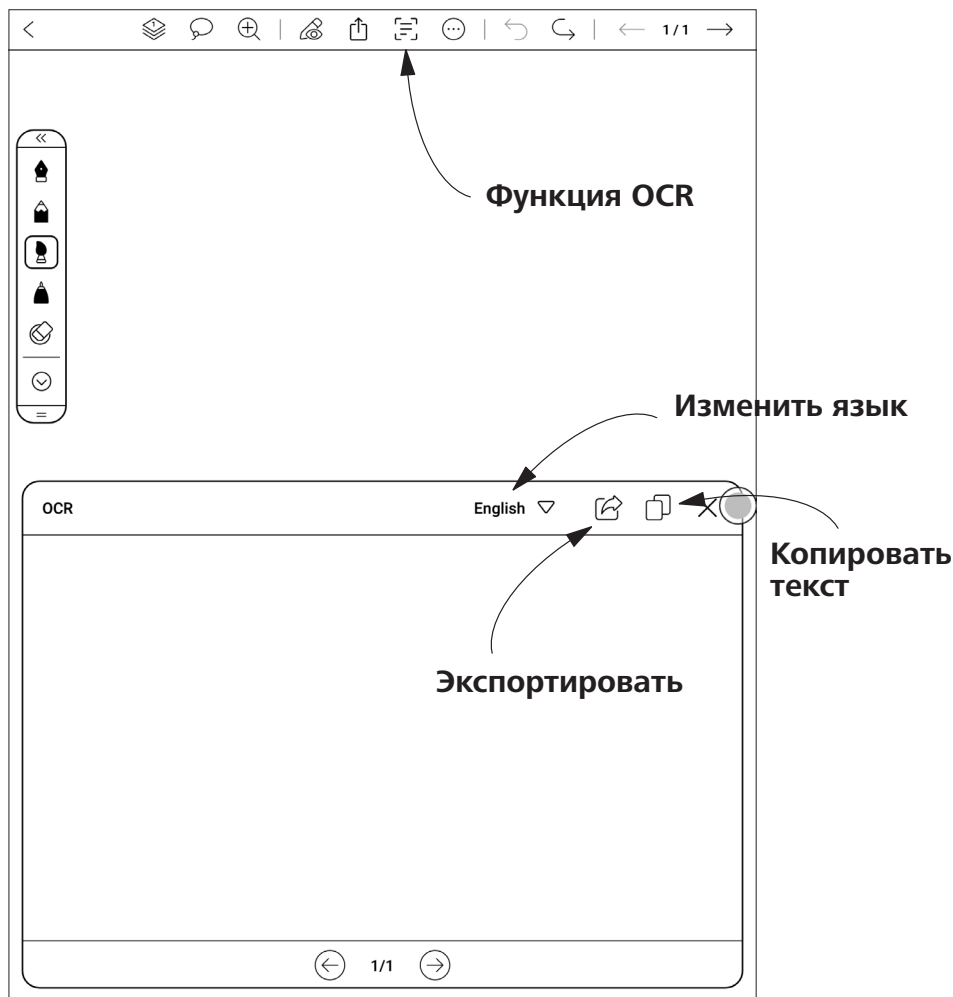 1/1
Функция OCR
Изменить язык
OCR
English
Копировать
текст
Экспортировать
1/1